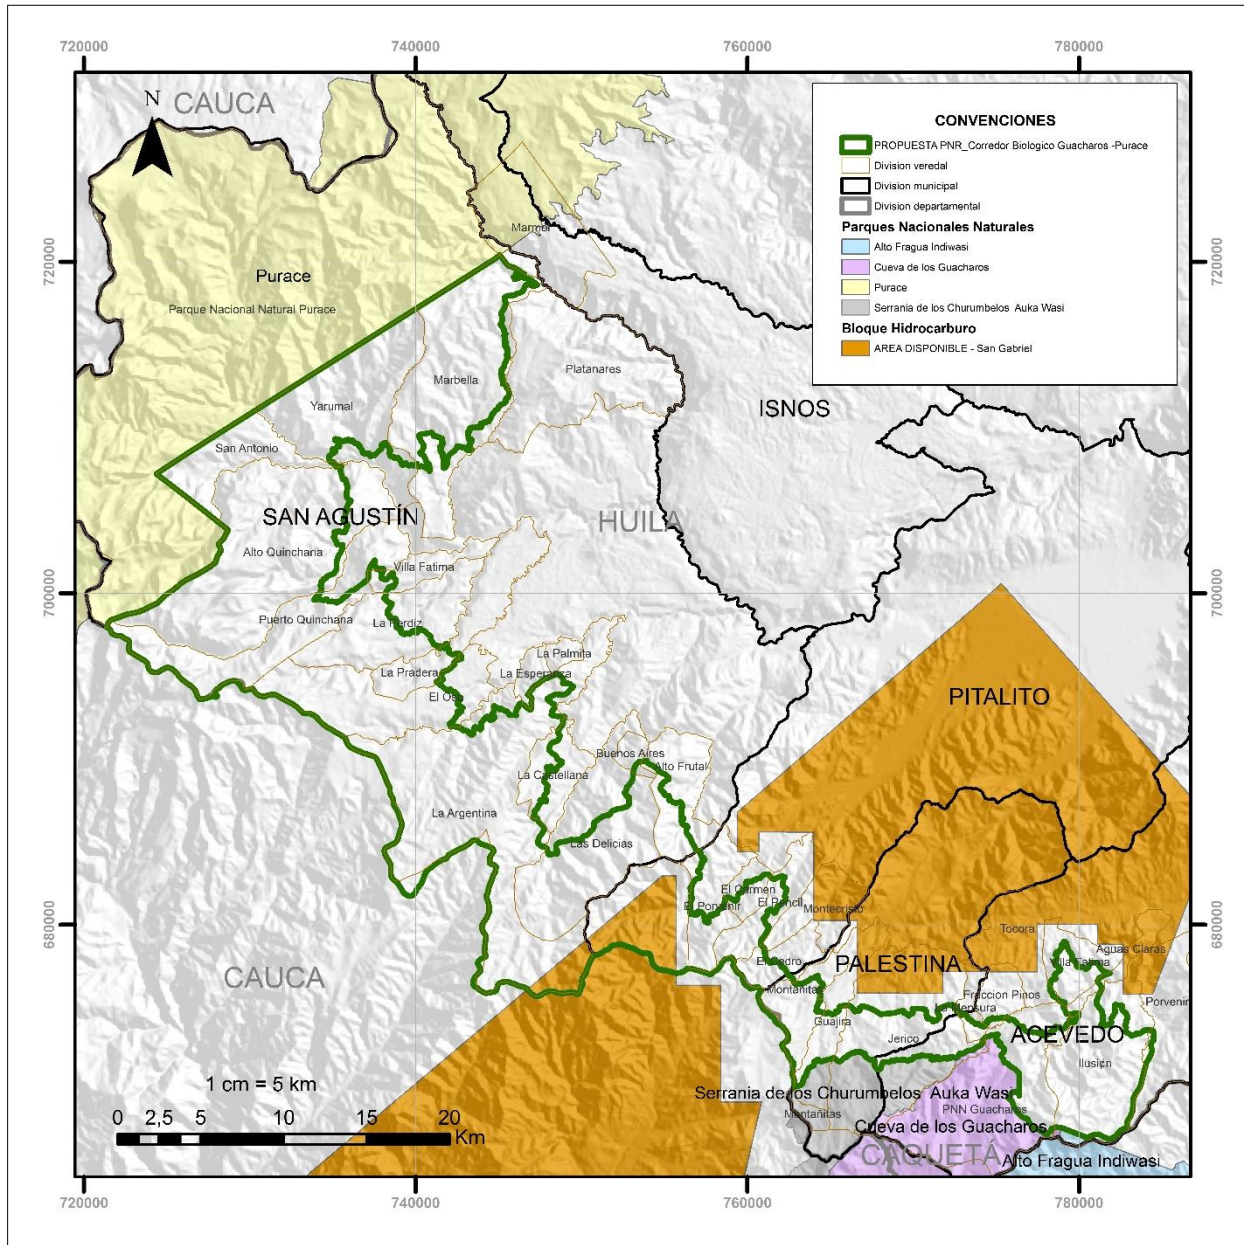 720000 740000 760000 780000
CAUCA
N
CONVENCIONES
PROPUESTA PNR_Corredor Biologico Guacharos -Purace
Division veredal
Division municipal
Division departamental
Parques Nacionales Naturales
Alto Fragua Indiwasi
Cueva de los Guacharos
Purace
Serrania de los Churumbelos Auka Wasi
Bloque Hidrocarburo
AREA DISPONIBLE - San Gabriel
Marmol
720000 720000
Purace
Parque Nacional Natural Purace
Platanares
Marbella
Yarumal
ISNOS
San Antonio
SAN AGUSTÍN
HUILA
Alto Quinchana
Villa Fatima
700000 700000
Puerto Quinchana
La Perdiz
La Palmita
La Pradera
La Esperanza
El Oso
PITALITO
Buenos Aires
Alto Frutal
La Castellana
La Argentina
Las Delicias
El Carmen
El Pencil
El Porvenir
Montecristo
680000 680000
Tocora
Aguas Claras
El Cedro
PALESTINA
Villa Fatima
CAUCA
Montañitas
Fraccion Pinos
Porvenir
La Mensura
Guajira
Jerico
ACEVEDO
Ilusión
1 cm = 5 km
Serrania de los Churumbelos Auka Wasi
0 2,5 5 10 15 20
Km
Montañitas
PNN Guacharos
Cueva de los Guacharos
CAQUETÁ
Alto Fragua Indiwasi
720000 740000 760000 780000